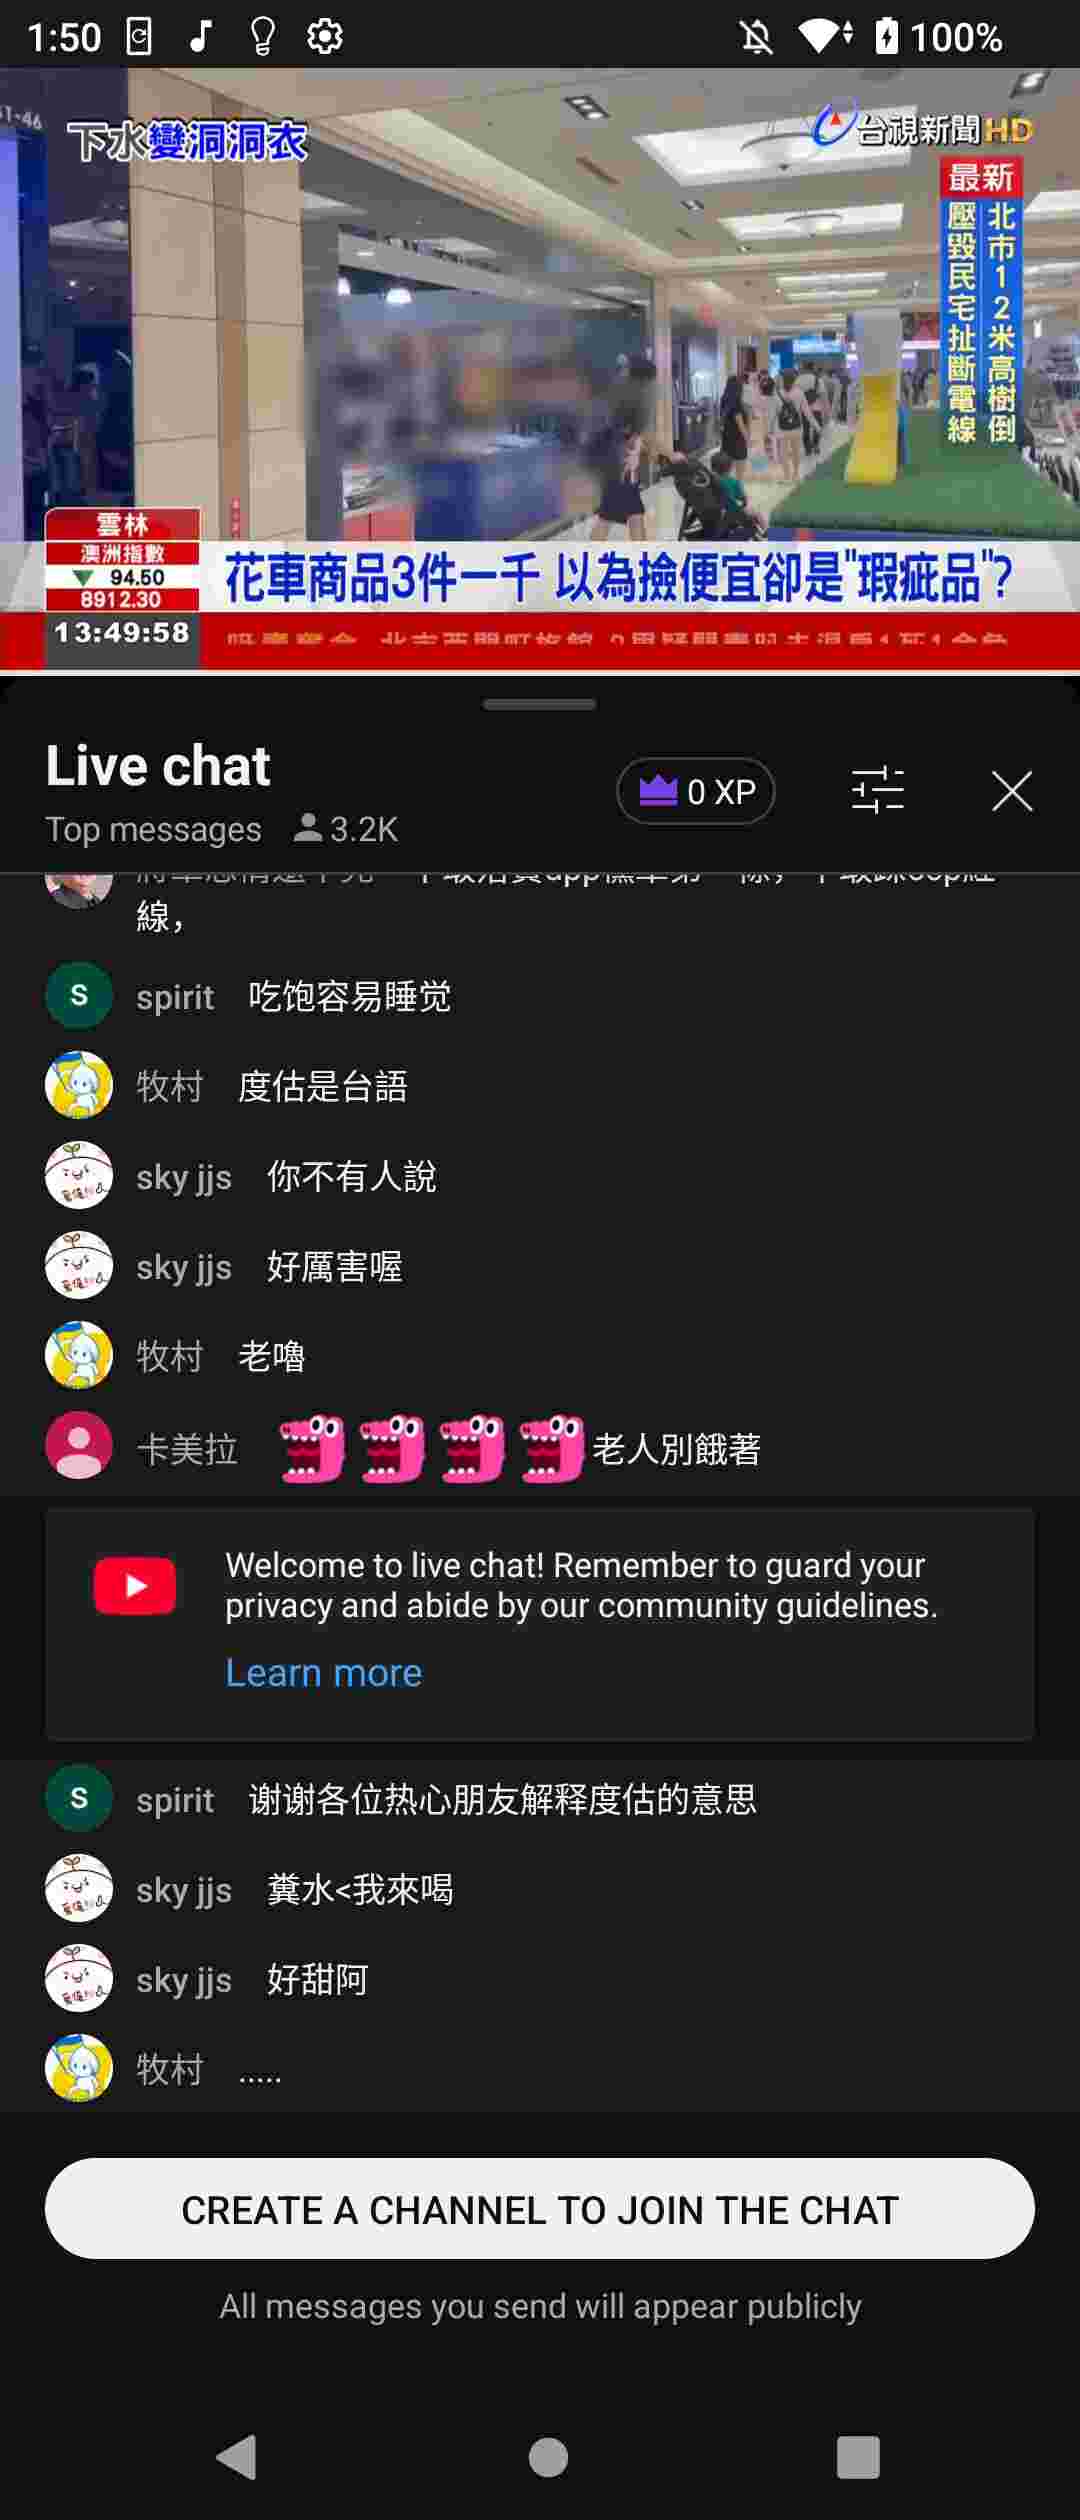 1:50
100%
下水變洞洞衣
台視新聞HD
最新
北市12米高樹倒
壓毀民宅扯斷電線
雲林
澳洲指數
94.50
8912.30
花車商品3件一千 以為撿便宜卻是"瑕疵品"?
13:49:58
Live chat
0 XP
Top messages 3.2K
線，
spirit 吃饱容易睡觉
牧村 度估是台語
sky jjs 你不有人說
sky jjs 好厲害喔
牧村 老嚕
卡美拉 老人別餓著
Welcome to live chat! Remember to guard your
privacy and abide by our community guidelines.
Learn more
spirit 谢谢各位热心朋友解释度估的意思
sky jjs 糞水<我來喝
sky jjs 好甜阿
牧村 .....
CREATE A CHANNEL TO JOIN THE CHAT
All messages you send will appear publicly